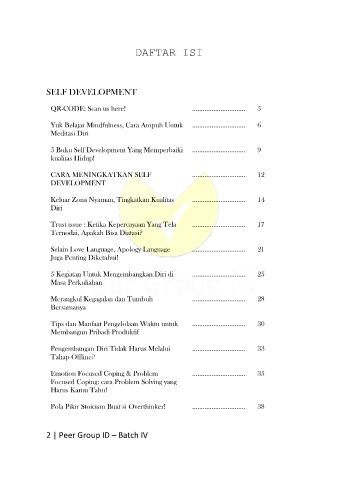 DAFTAR ISI
SELF DEVELOPMENT
QR-CODE: Scan us here! .............................. 5
Yuk Belajar Mindfulness, Cara Ampuh Untuk .............................. 6
Meditasi Diri
5 Buku Self Development Yang Memperbaiki .............................. 9
kualitas Hidup!
CARA MENINGKATKAN SELF .............................. 12
DEVELOPMENT
Keluar Zona Nyaman, Tingkatkan Kualitas .............................. 14
Diri
Trust issue : Ketika Kepercayaan Yang Tela .............................. 17
Ternodai, Apakah Bisa Diatasi?
Selain Love Language, Apology Language .............................. 21
Juga Penting Diketahui!
5 Kegiatan Untuk Mengembangkan Diri di .............................. 25
Masa Perkuliahan
Merangkul Kegagalan dan Tumbuh .............................. 28
Bersamanya
Tips dan Manfaat Pengelolaan Waktu untuk .............................. 30
Membangun Pribadi Produktif
Pengembangan Diri Tidak Harus Melalui .............................. 33
Tahap Offline?
Emotion Focused Coping & Problem .............................. 35
Focused Coping: cara Problem Solving yang
Harus Kamu Tahu!
Pola Pikir Stoicism Buat si Overthinker! .............................. 38
2 | Peer Group ID – Batch IV